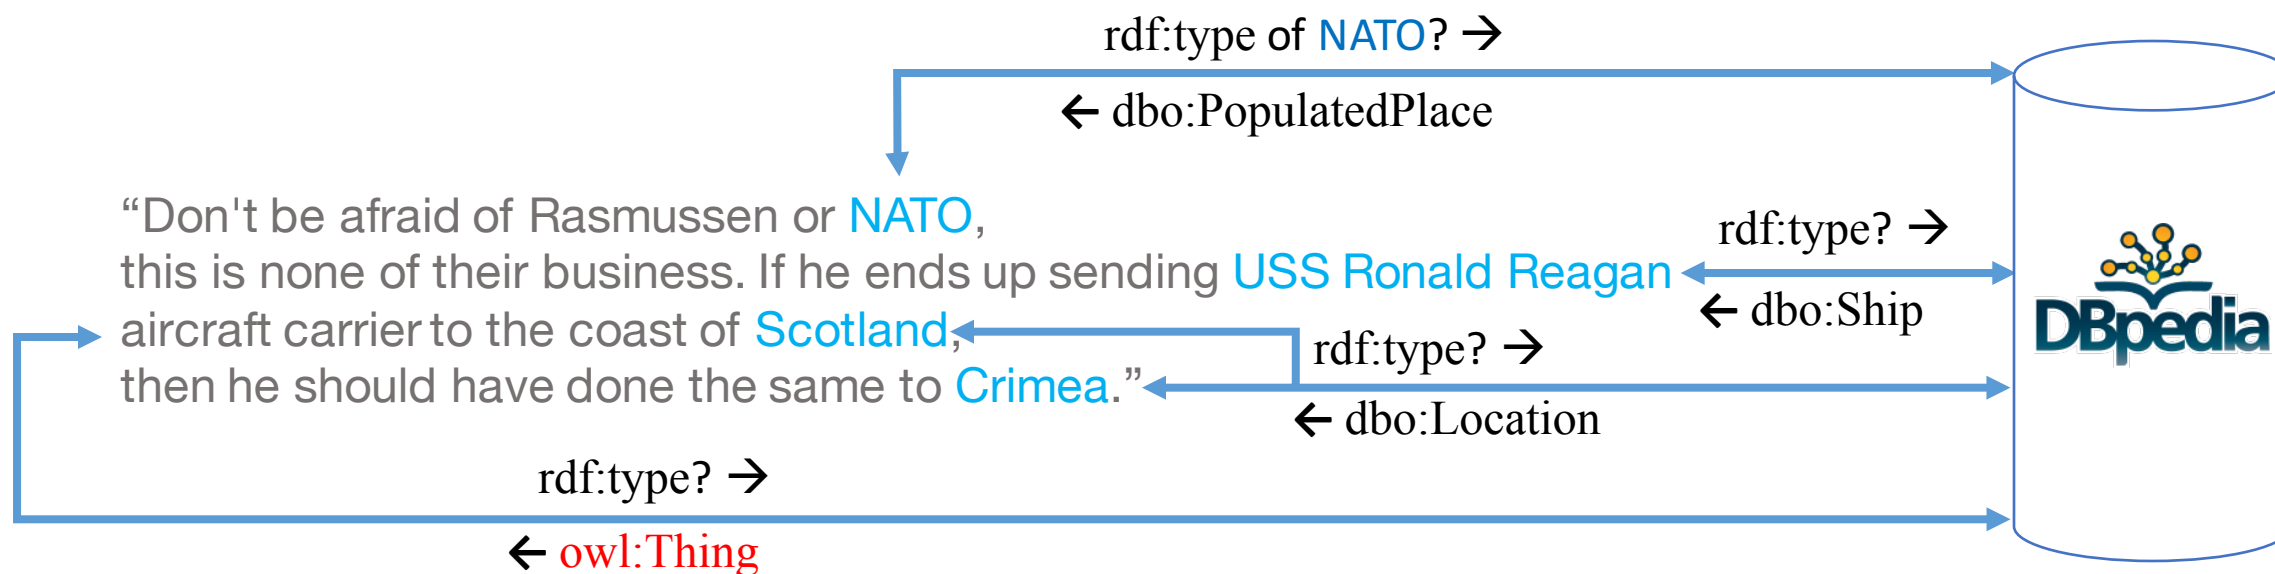 rdf:type of NATO? →
← dbo:PopulatedPlace
“Don't be afraid of Rasmussen or NATO,
this is none of their business. If he ends up sending USS Ronald Reagan
aircraft carrier to the coast of Scotland,
then he should have done the same to Crimea.”
rdf:type? →
← dbo:Ship
rdf:type? →
← dbo:Location
rdf:type? →
← owl:Thing
DBpedia